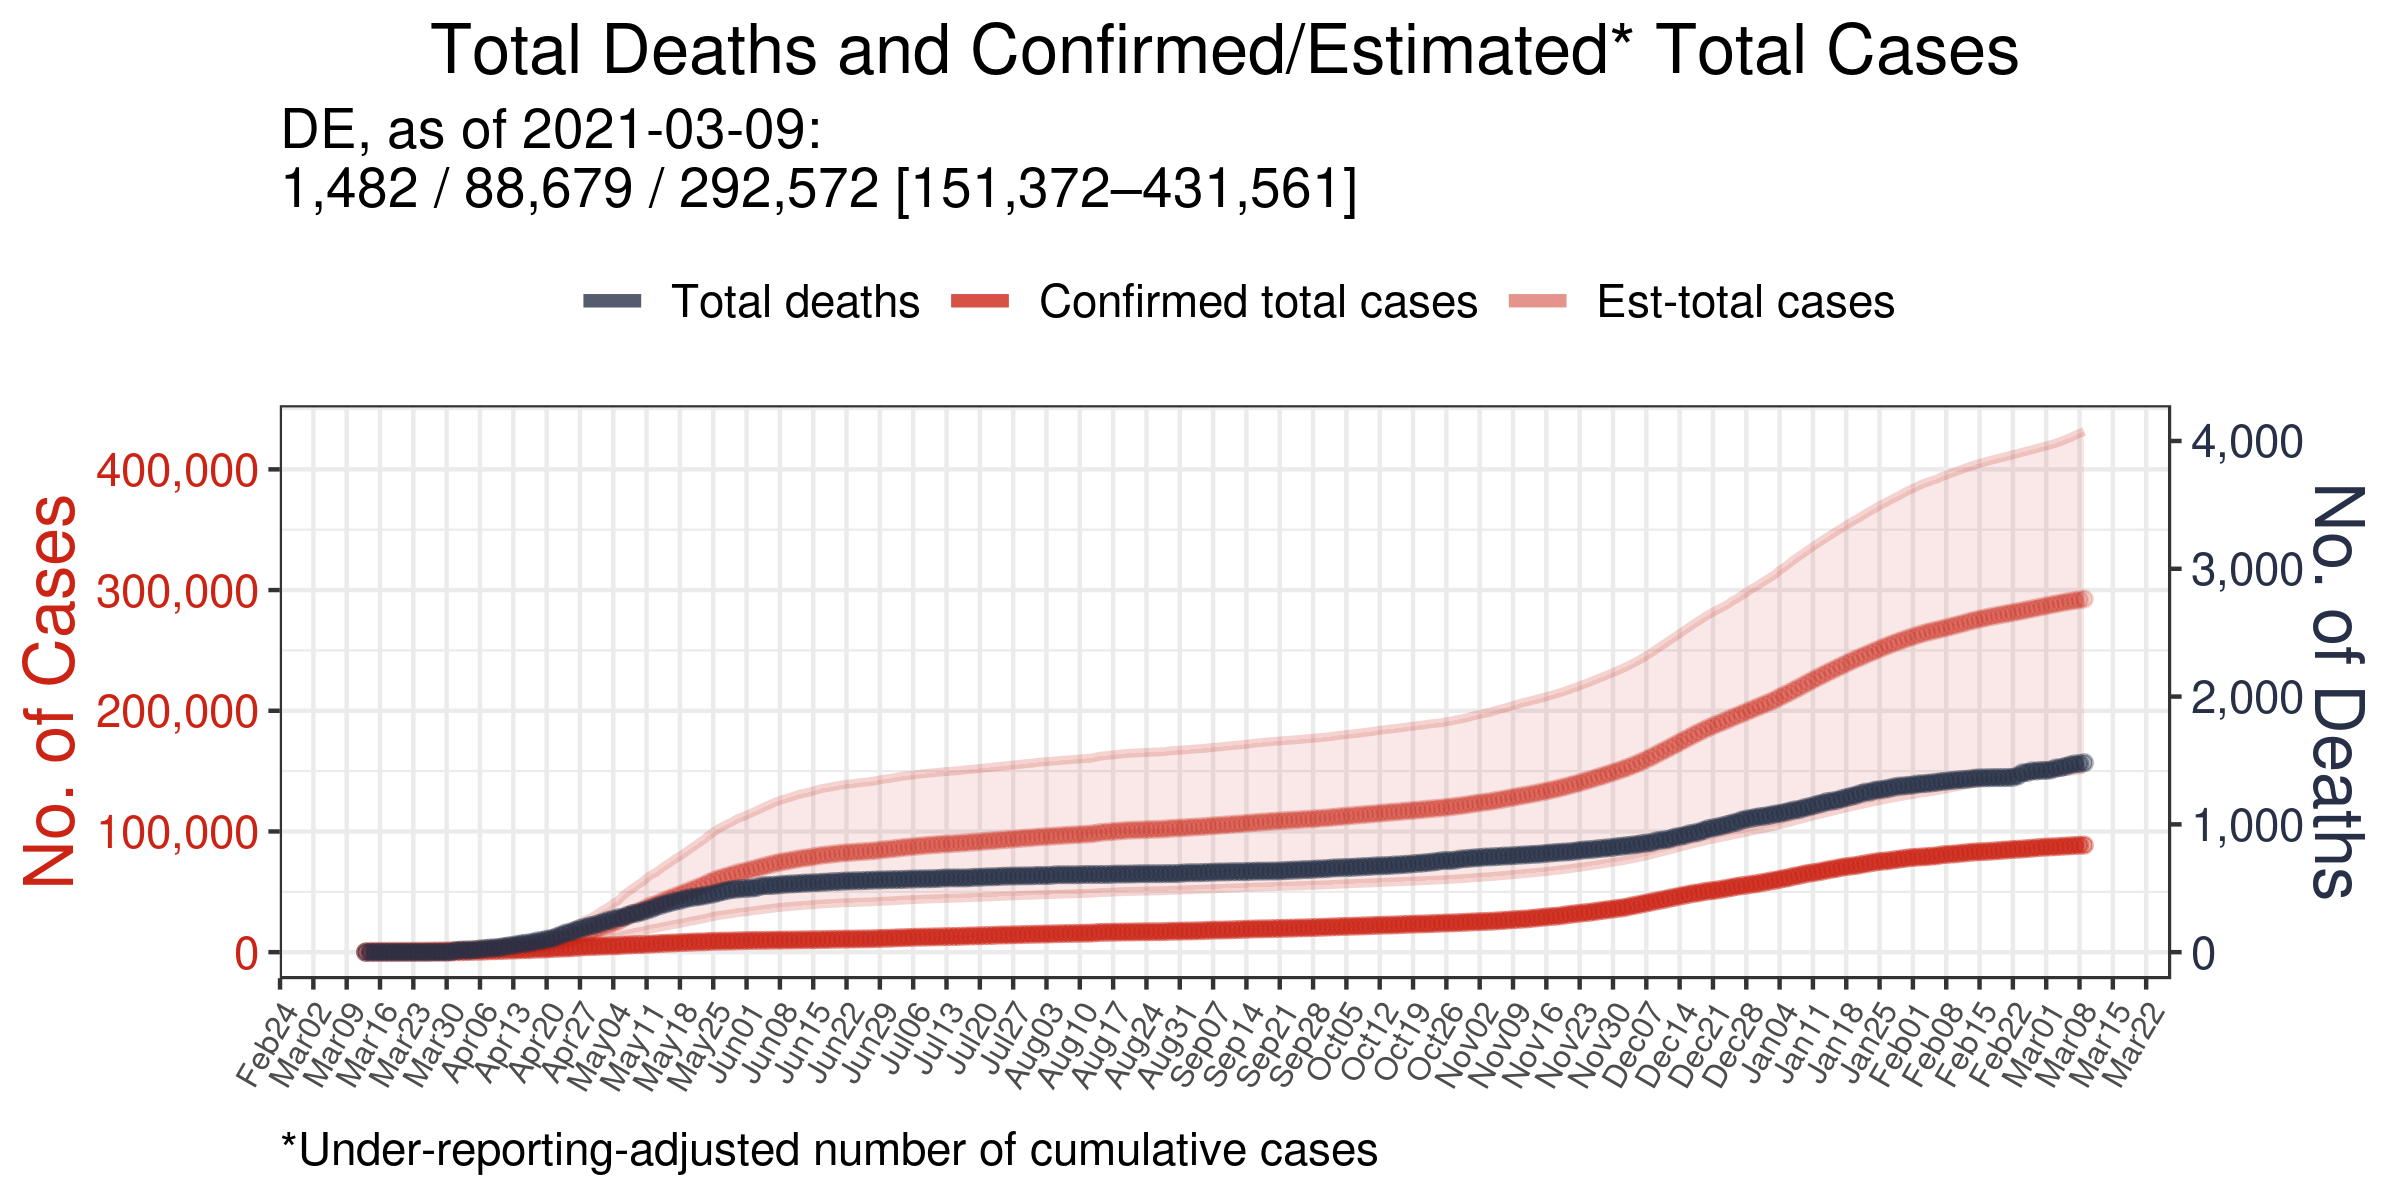 Total Deaths and Confirmed/Estimated* Total Cases
DE, as of 2021-03-09:
1,482 / 88,679 / 292,572 [151,372–431,561]
Total deaths
Confirmed total cases
Est-total cases
No. of Cases
400,000
300,000
200,000
100,000
0
4,000
3,000
2,000
1,000
0
No. of Deaths
Feb24
Mar02
Mar09
Mar16
Mar23
Mar30
Apr06
Apr13
Apr20
Apr27
May04
May11
May18
May25
Jun01
Jun08
Jun15
Jun22
Jun29
Jul06
Jul13
Jul20
Jul27
Aug03
Aug10
Aug17
Aug24
Aug31
Sep07
Sep14
Sep21
Sep28
Oct05
Oct12
Oct19
Oct26
Nov02
Nov09
Nov16
Nov23
Nov30
Dec07
Dec14
Dec21
Dec28
Jan04
Jan11
Jan18
Jan25
Feb01
Feb08
Feb15
Feb22
Mar01
Mar08
Mar15
Mar22
*Under-reporting-adjusted number of cumulative cases